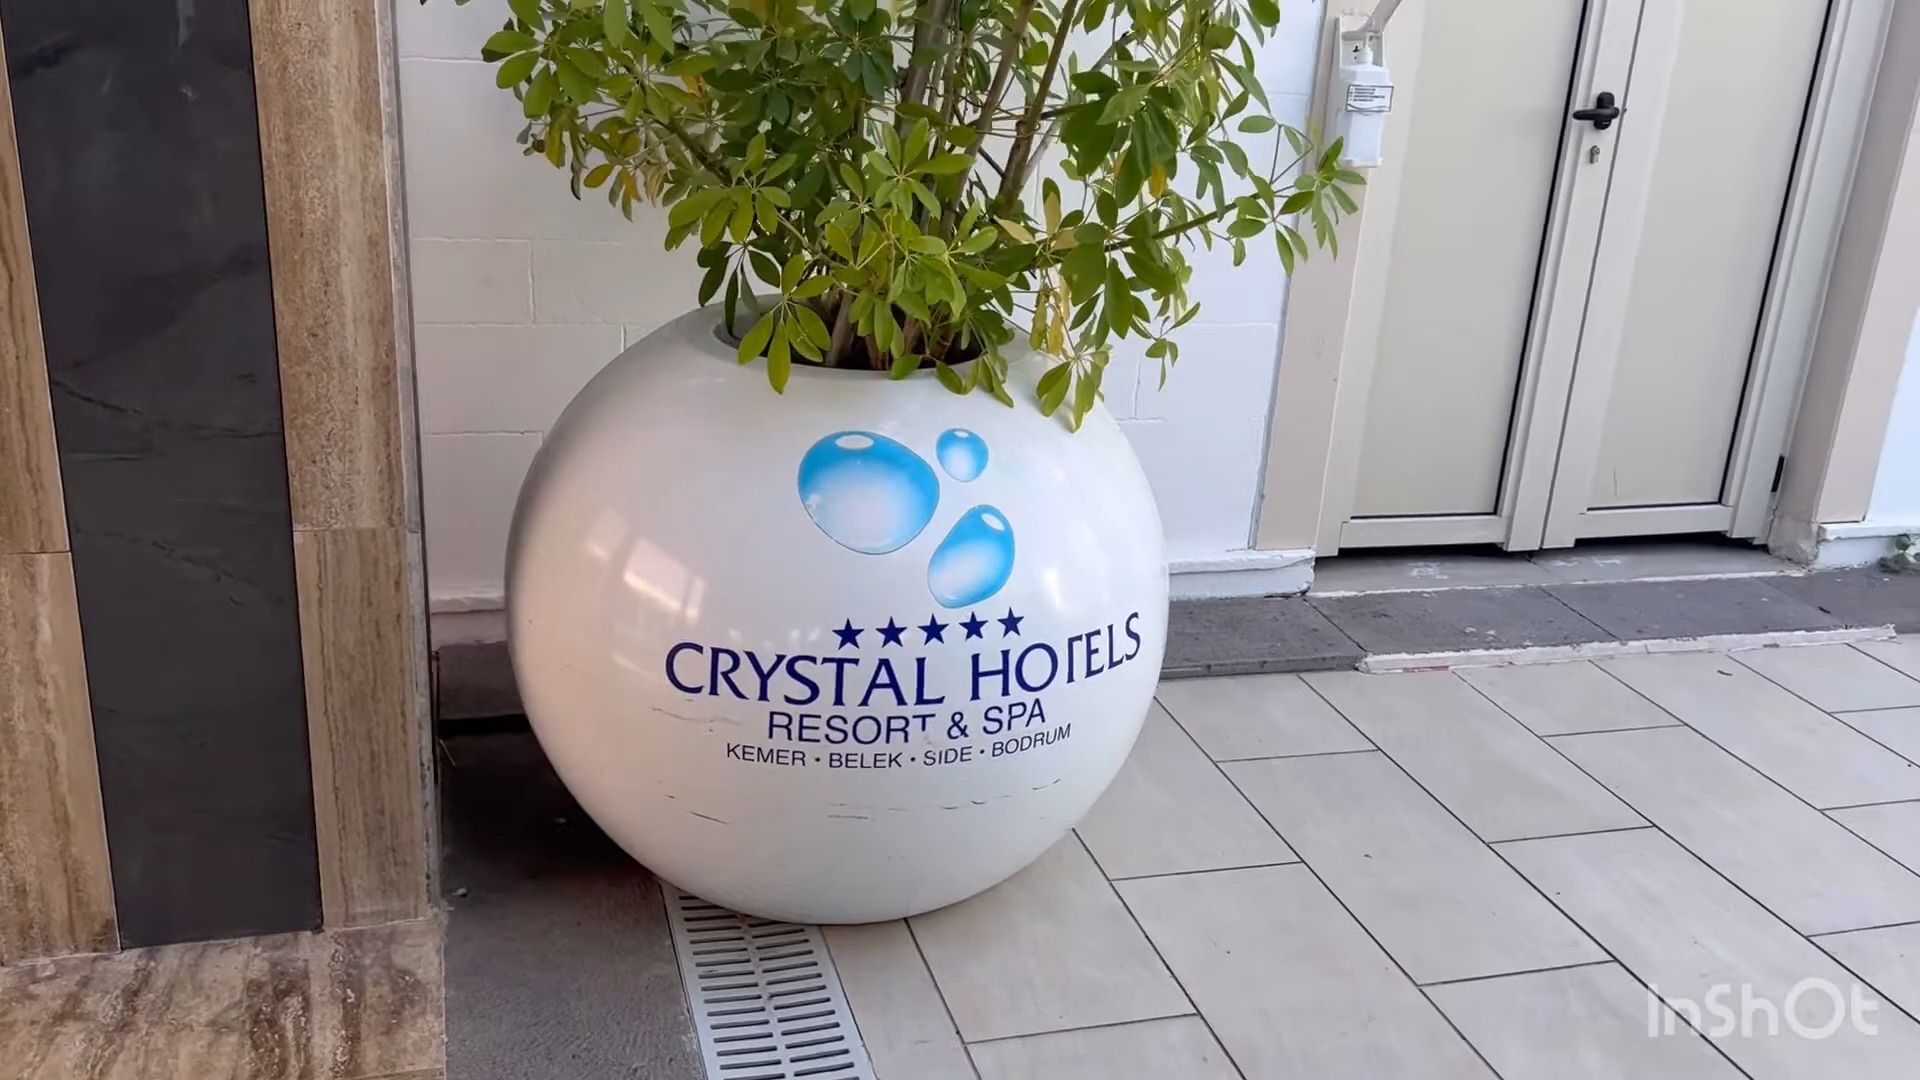 CRYSTAL HOTELS
RESORT & SPA
KEMER • BELEK • SIDE • BODRUM
InShOt